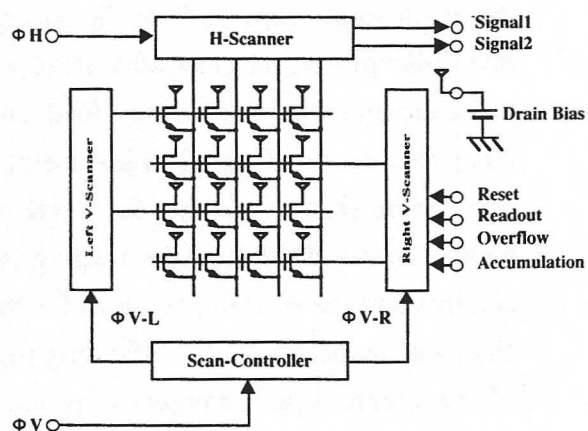 Signal1
ΦH
H-Scanner
Signal2
Drain Bias
Left V-Scanner
Right V-Scanner
Reset
Readout
Overflow
Accumulation
ΦV-L
ΦV-R
Scan-Controller
ΦV